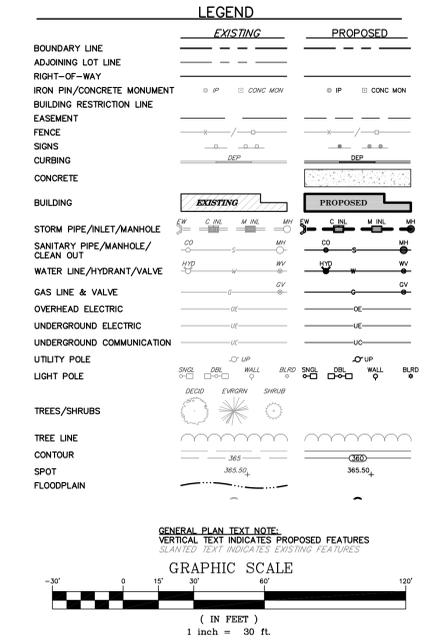 LEGEND
EXISTING PROPOSED
BOUNDARY LINE
ADJOINING LOT LINE
RIGHT-OF-WAY
IRON PIN/CONCRETE MONUMENT IP CONC MON IP CONC MON
BUILDING RESTRICTION LINE
EASEMENT
FENCE
SIGNS
CURBING DEP DEP
CONCRETE
BUILDING EXISTING PROPOSED
EW C INL M INL MH EW C INL M INL MH
STORM PIPE/INLET/MANHOLE
SANITARY PIPE/MANHOLE/ CO S MH CO S MH
CLEAN OUT
WATER LINE/HYDRANT/VALVE HYD W WV HYD W WV
GAS LINE & VALVE G GV G GV
OVERHEAD ELECTRIC OE OE
UNDERGROUND ELECTRIC UE UE
UNDERGROUND COMMUNICATION UC UC
UTILITY POLE UP UP
LIGHT POLE SNGL DBL WALL BLRD SNGL DBL WALL BLRD
DECID EVRGRN SHRUB
TREES/SHRUBS
TREE LINE
CONTOUR 365 360
SPOT 365.50 365.50
FLOODPLAIN
GENERAL PLAN TEXT NOTE:
VERTICAL TEXT INDICATES PROPOSED FEATURES
SLANTED TEXT INDICATES EXISTING FEATURES
GRAPHIC SCALE
-30' 0 15' 30' 60' 120'
( IN FEET )
1 inch = 30 ft.